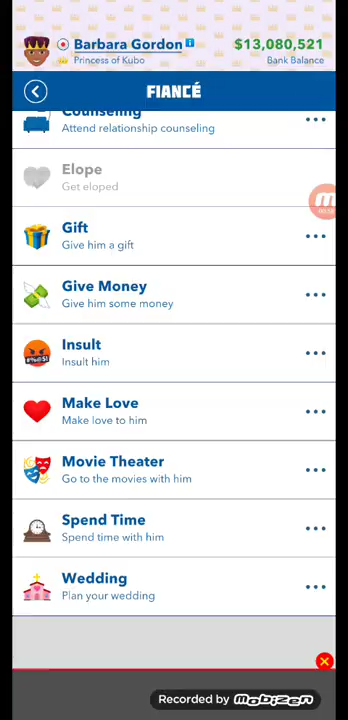 Barbara Gordon
$13,080,521
Princess of Kubo
Bank Balance
FIANCÉ
Counseling
Attend relationship counseling
Elope
Get eloped
00:58
Gift
Give him a gift
Give Money
Give him some money
Insult
Insult him
Make Love
Make love to him
Movie Theater
Go to the movies with him
Spend Time
Spend time with him
Wedding
Plan your wedding
Recorded by mobizen